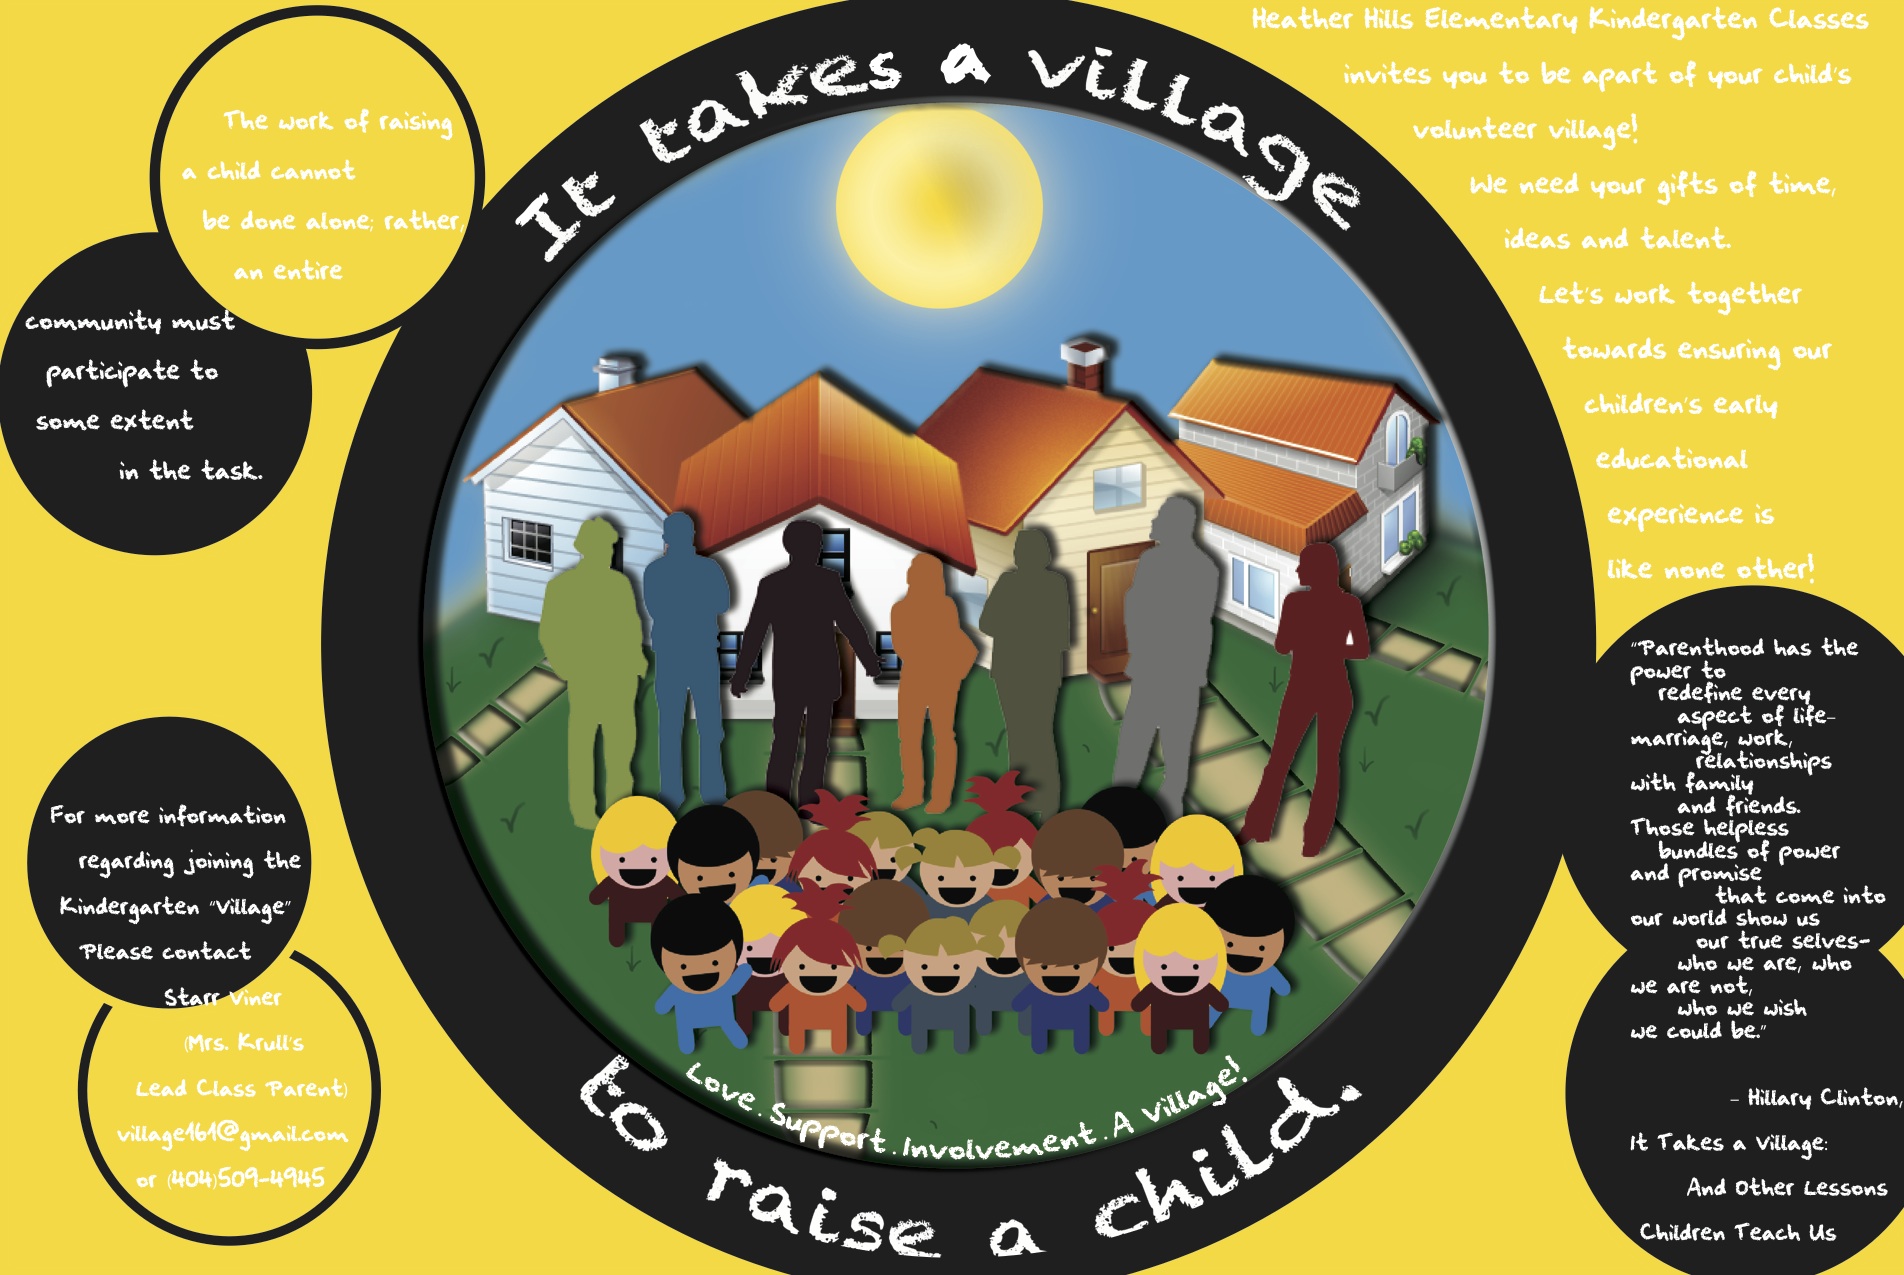 It takes a village
to raise a child.
Love. Support. Involvement. A Village!
The work of raising
a child cannot
be done alone; rather,
an entire
community must
participate to
some extent
in the task.
For more information
regarding joining the
Kindergarten "Village"
Please contact
Starr Viner
(Mrs. Krull's
Lead Class Parent)
village161@gmail.com
or (404)509-4945
Heather Hills Elementary Kindergarten Classes
invites you to be apart of your child's
volunteer village!
We need your gifts of time,
ideas and talent.
Let's work together
towards ensuring our
children's early
educational
experience is
like none other!
"Parenthood has the
power to
redefine every
aspect of life-
marriage, work,
relationships
with family
and friends.
Those helpless
bundles of power
and promise
that come into
our world show us
our true selves-
who we are, who
we are not,
who we wish
we could be."
- Hillary Clinton,
It Takes a Village:
And Other Lessons
Children Teach Us